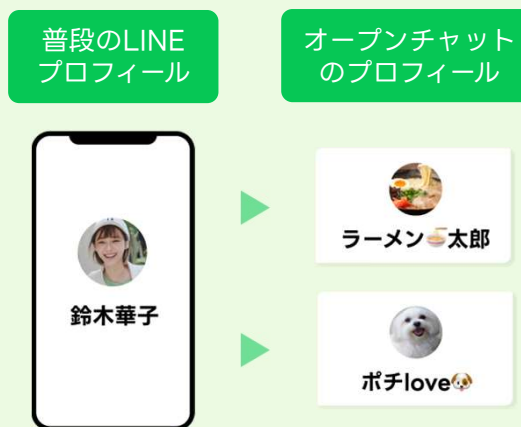 普段のLINE
プロフィール
オープンチャット
のプロフィール
鈴木華子
ラーメン🍜太郎
ポチlove🐶